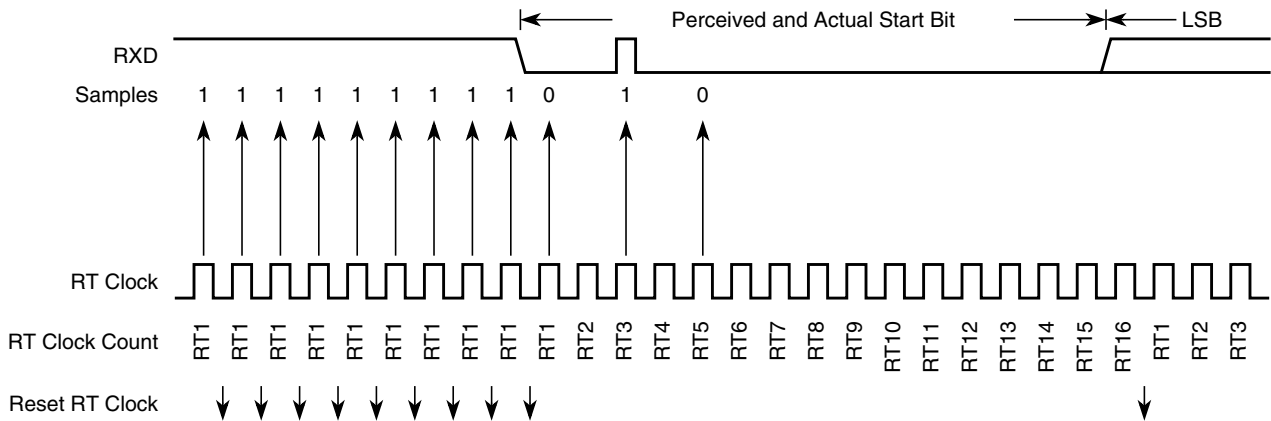 Perceived and Actual Start Bit LSB
RXD
Samples 1 1 1 1 1 1 1 1 1 0 1 0
RT Clock
RT Clock Count RT1 RT1 RT1 RT1 RT1 RT1 RT1 RT1 RT1 RT1 RT2 RT3 RT4 RT5 RT6 RT7 RT8 RT9 RT10 RT11 RT12 RT13 RT14 RT15 RT16 RT1 RT2 RT3
Reset RT Clock